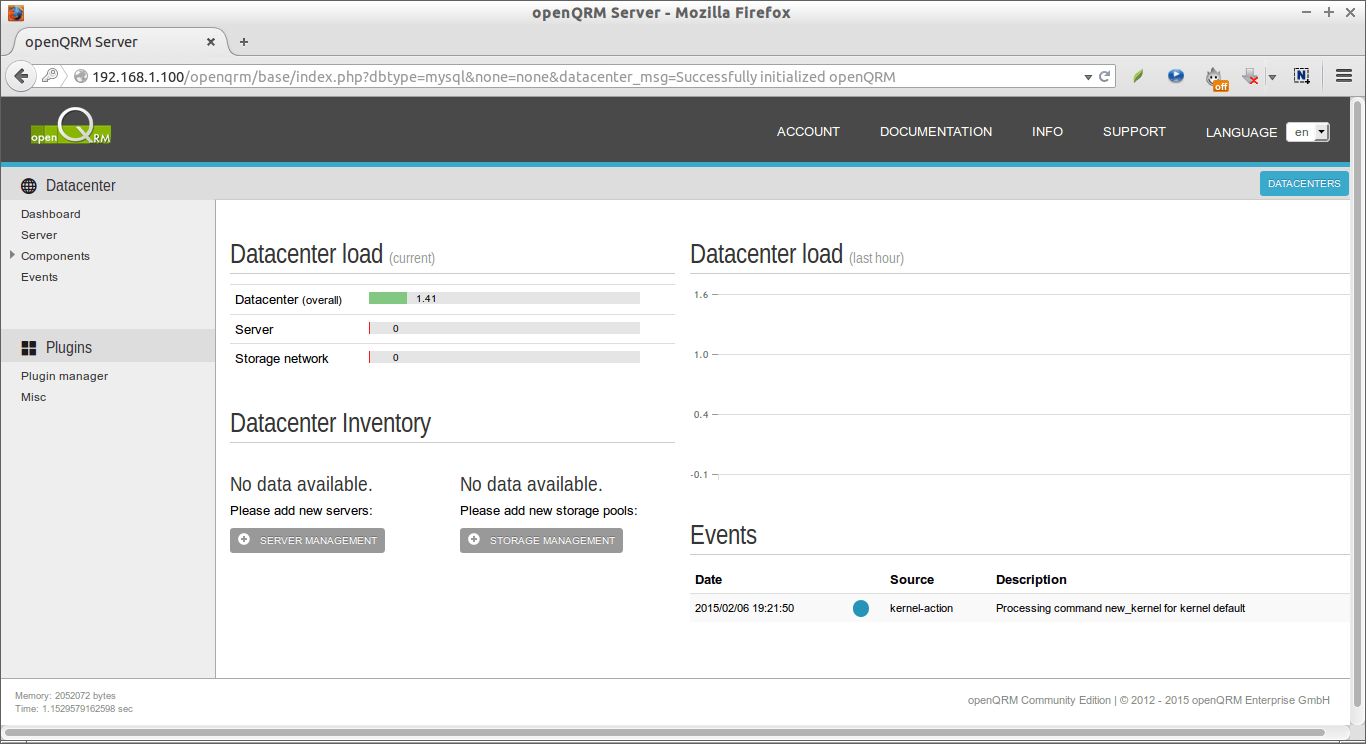 openQRM Server - Mozilla Firefox
openQRM Server
192.168.1.100/openqrm/base/index.php?dbtype=mysql&none=none&datacenter_msg=Successfully initialized openQRM
off
N
openQRM
ACCOUNT DOCUMENTATION INFO SUPPORT LANGUAGE en
Datacenter
DATACENTERS
Dashboard
Server
Components
Events
Plugins
Plugin manager
Misc
Datacenter load (current)
Datacenter (overall) 1.41
Server 0
Storage network 0
Datacenter Inventory
No data available.
Please add new servers:
SERVER MANAGEMENT
No data available.
Please add new storage pools:
STORAGE MANAGEMENT
Datacenter load (last hour)
1.6
1.0
0.4
-0.1
Events
Date Source Description
2015/02/06 19:21:50 kernel-action Processing command new_kernel for kernel default
Memory: 2052072 bytes
Time: 1.1529579162598 sec
openQRM Community Edition | © 2012 - 2015 openQRM Enterprise GmbH